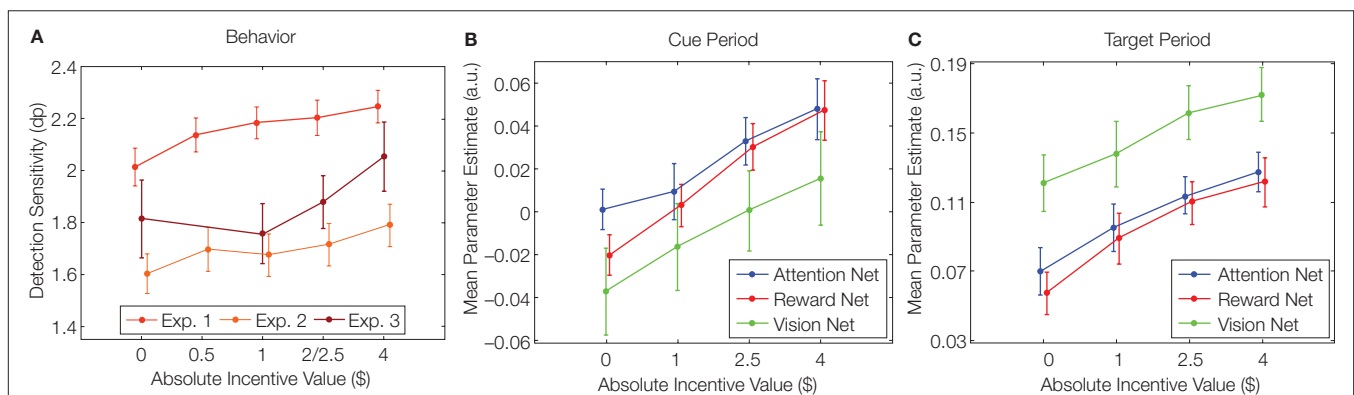 A
Behavior
Detection Sensitivity (dp)
2.4
2.2
2
1.8
1.6
1.4
Exp. 1 Exp. 2 Exp. 3
0 0.5 1 2/2.5 4
Absolute Incentive Value ($)
B
Cue Period
Mean Parameter Estimate (a.u.)
0.06
0.04
0.02
0
−0.02
−0.04
−0.06
Attention Net
Reward Net
Vision Net
0 1 2.5 4
Absolute Incentive Value ($)
C
Target Period
Mean Parameter Estimate (a.u.)
0.19
0.15
0.11
0.07
0.03
Attention Net
Reward Net
Vision Net
0 1 2.5 4
Absolute Incentive Value ($)